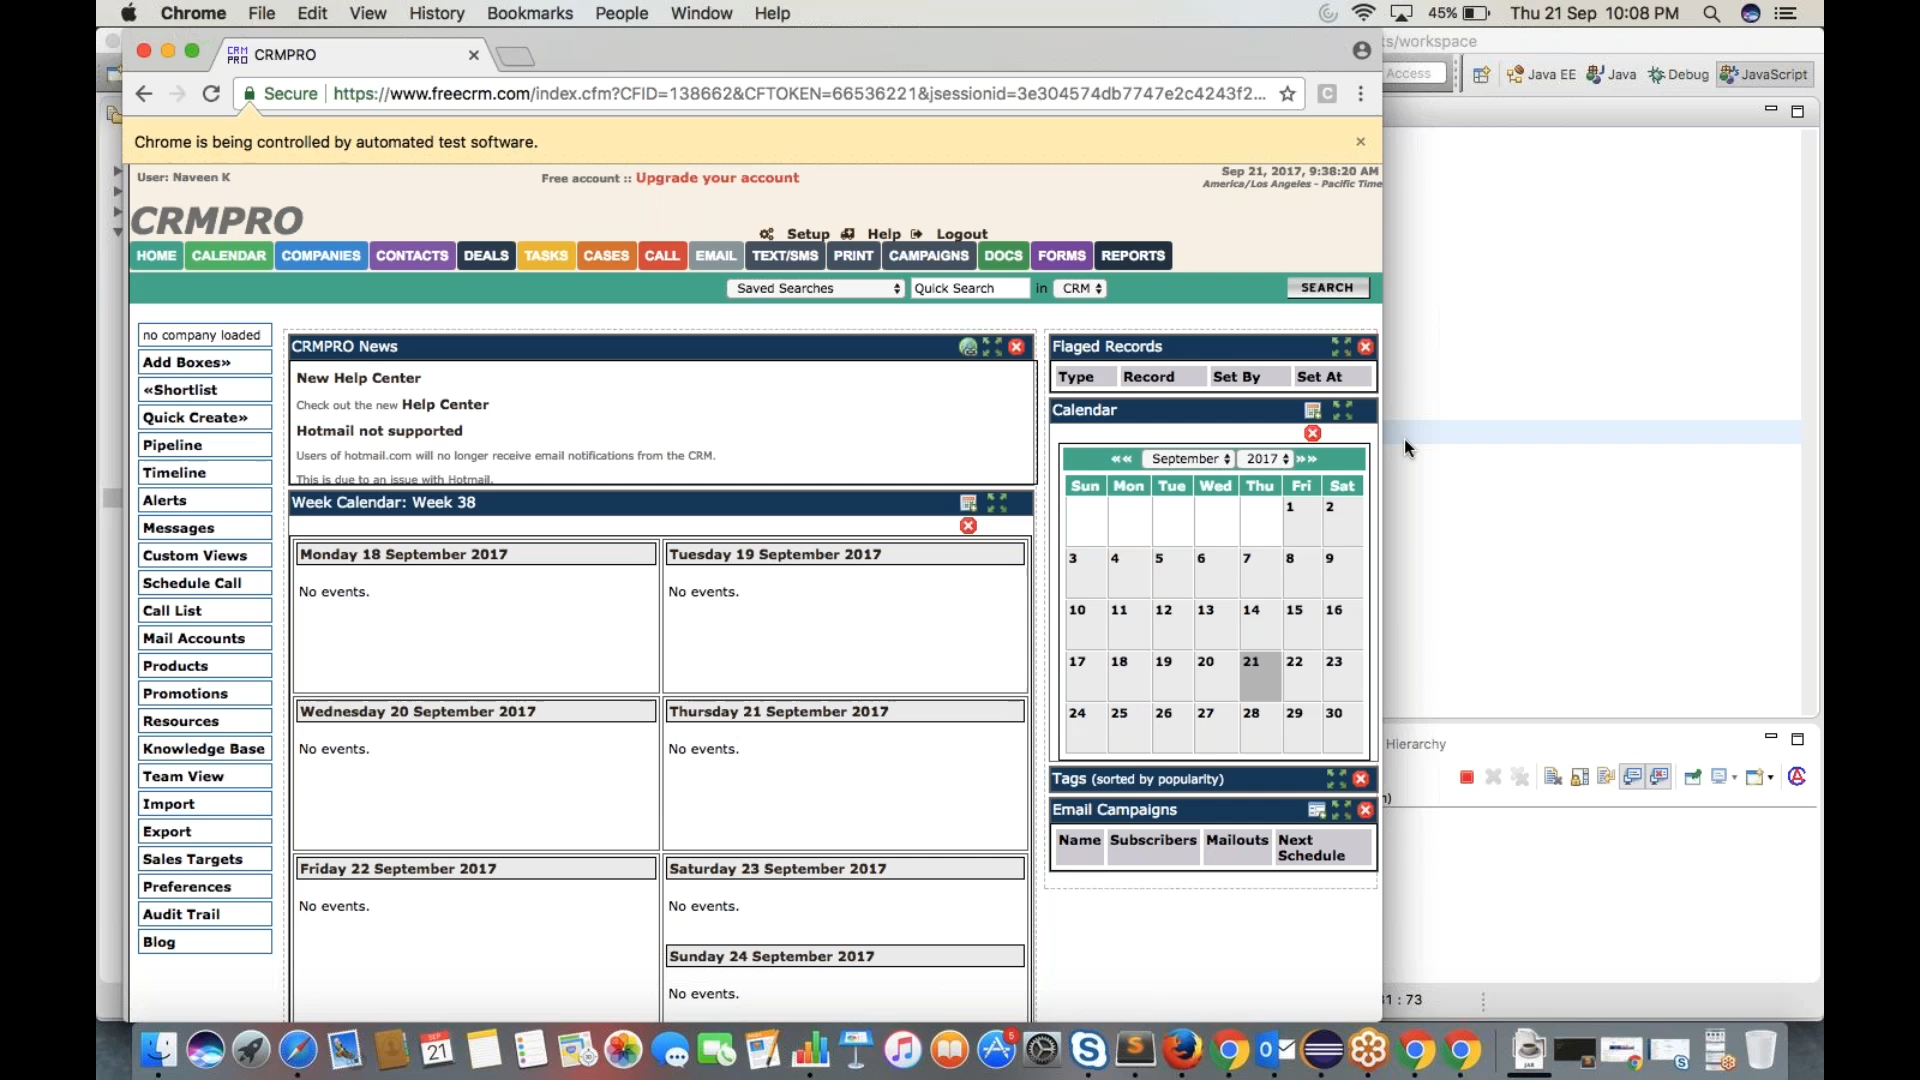 Chrome File Edit View History Bookmarks People Window Help 45% Thu 21 Sep 10:08 PM
CRM PRO CRMPRO
s/workspace
Secure https://www.freecrm.com/index.cfm?CFID=138662&CFTOKEN=66536221&jsessionid=3e304574db7747e2c4243f2...
Access Java EE Java Debug JavaScript
Chrome is being controlled by automated test software.
User: Naveen K
Free account :: Upgrade your account
Sep 21, 2017, 9:38:20 AM
America/Los Angeles - Pacific Time
CRMPRO
Setup Help Logout
HOME CALENDAR COMPANIES CONTACTS DEALS TASKS CASES CALL EMAIL TEXT/SMS PRINT CAMPAIGNS DOCS FORMS REPORTS
Saved Searches Quick Search in CRM SEARCH
no company loaded
Add Boxes»
«Shortlist
Quick Create»
Pipeline
Timeline
Alerts
Messages
Custom Views
Schedule Call
Call List
Mail Accounts
Products
Promotions
Resources
Knowledge Base
Team View
Import
Export
Sales Targets
Preferences
Audit Trail
Blog
CRMPRO News
New Help Center
Check out the new Help Center
Hotmail not supported
Users of hotmail.com will no longer receive email notifications from the CRM.
This is due to an issue with Hotmail.
Week Calendar: Week 38
Monday 18 September 2017
No events.
Tuesday 19 September 2017
No events.
Wednesday 20 September 2017
No events.
Thursday 21 September 2017
No events.
Friday 22 September 2017
No events.
Saturday 23 September 2017
No events.
Sunday 24 September 2017
No events.
Flaged Records
Type Record Set By Set At
Calendar
«« September 2017 »»
Sun Mon Tue Wed Thu Fri Sat
1 2
3 4 5 6 7 8 9
10 11 12 13 14 15 16
17 18 19 20 21 22 23
24 25 26 27 28 29 30
Tags (sorted by popularity)
Email Campaigns
Name Subscribers Mailouts Next Schedule
Hierarchy
1 : 73
SEP
21
5
JAR